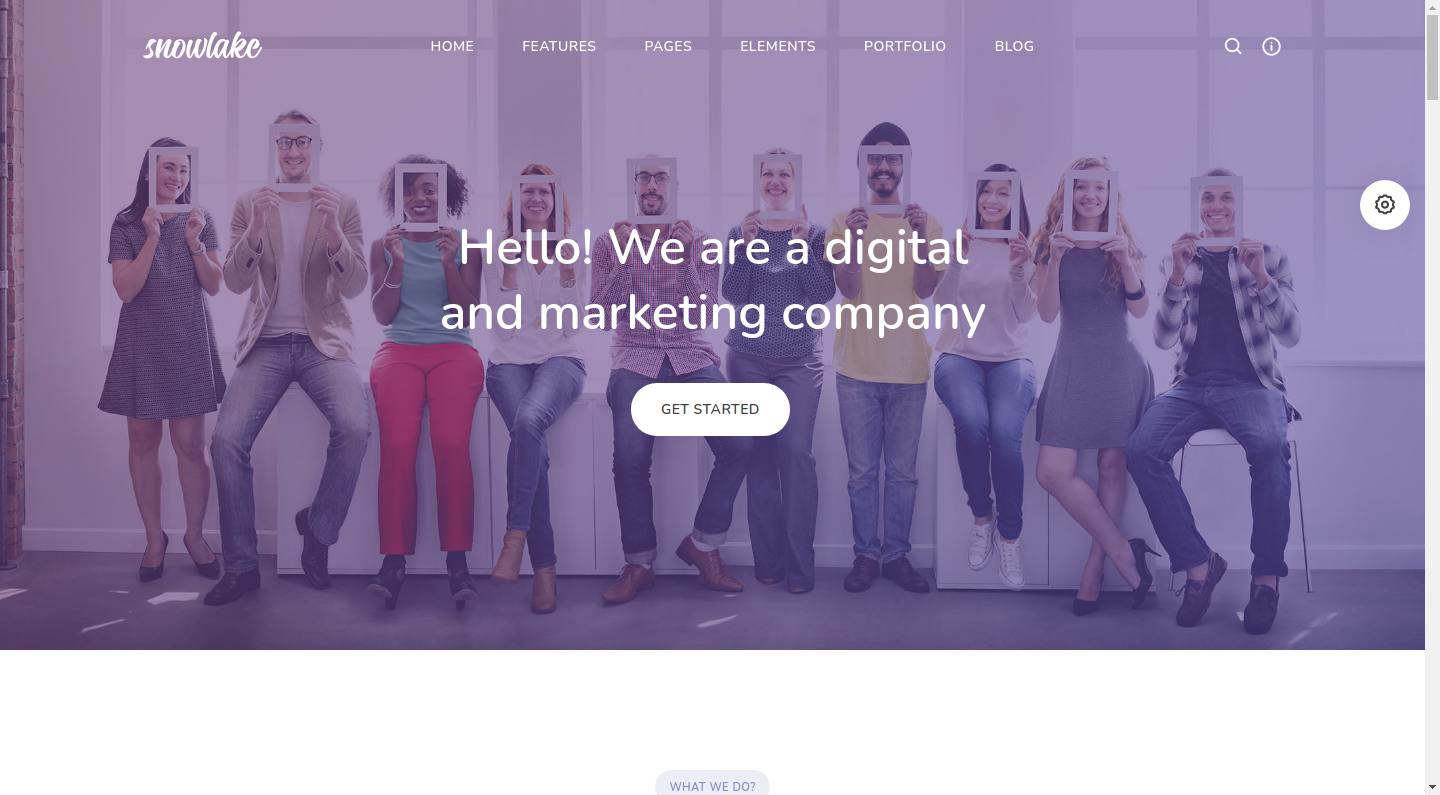 snowlake
HOME FEATURES PAGES ELEMENTS PORTFOLIO BLOG
Hello! We are a digital
and marketing company
GET STARTED
WHAT WE DO?